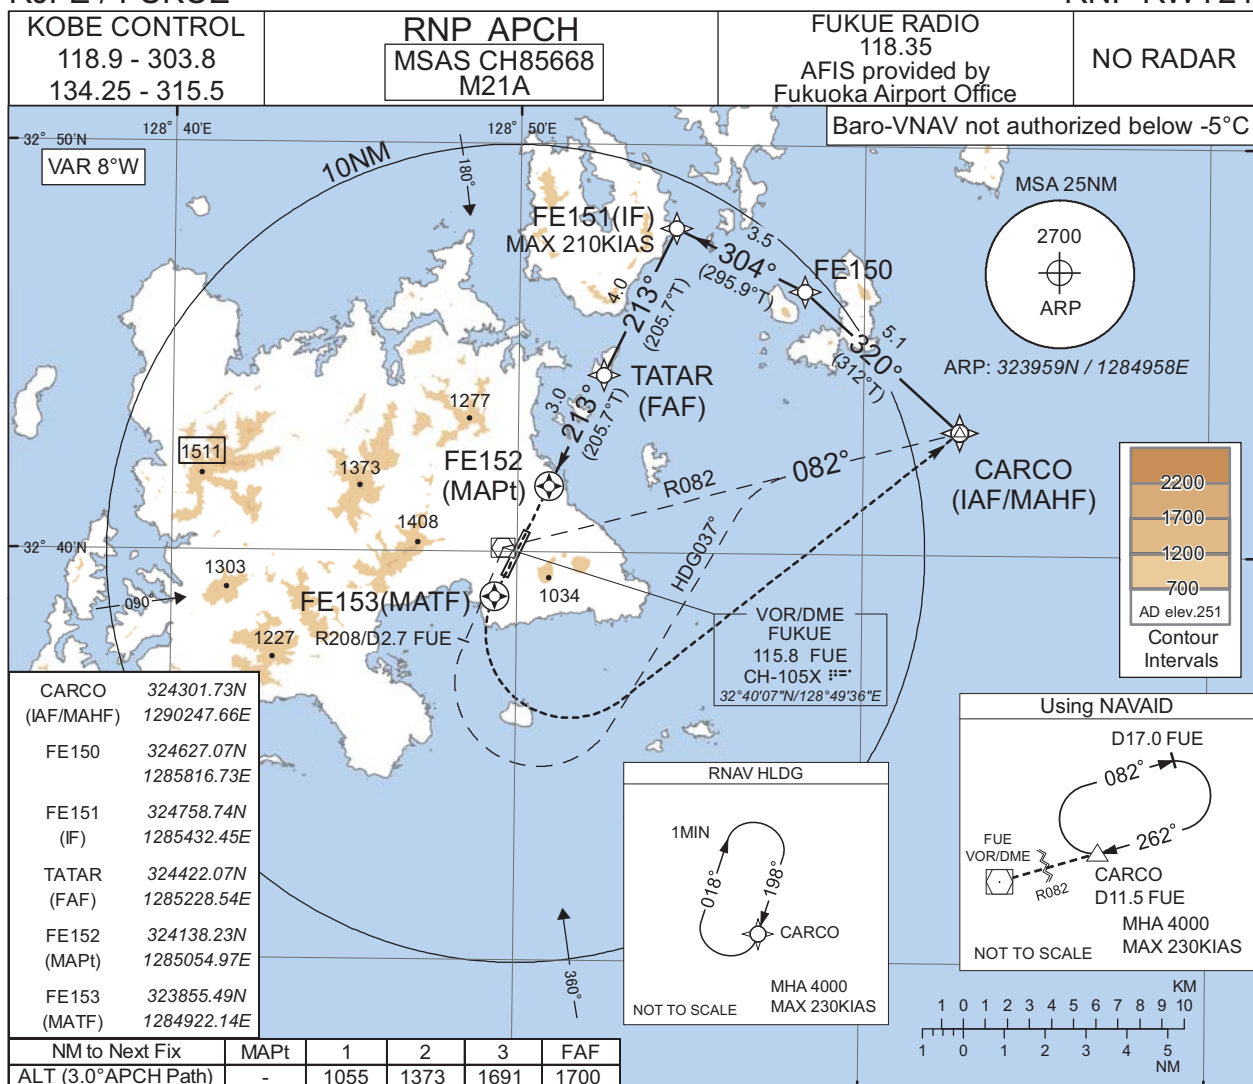 KOBE CONTROL
118.9 - 303.8
134.25 - 315.5
RNP APCH
MSAS CH85668
M21A
FUKUE RADIO
118.35
AFIS provided by
Fukuoka Airport Office
NO RADAR
Baro-VNAV not authorized below -5°C
32° 50'N
128° 40'E
128° 50'E
VAR 8°W
10NM
180°
FE151(IF)
MAX 210KIAS
3.5
304°
(295.9°T)
FE150
MSA 25NM
2700
ARP
ARP: 323959N / 1284958E
4.0
213°
(205.7°T)
5.1
320°
(312°T)
TATAR
(FAF)
3.0
213°
(205.7°T)
1277
1511
1373
FE152
(MAPt)
R082
082°
CARCO
(IAF/MAHF)
1408
32° 40'N
1303
090°
HDG037°
1034
FE153(MATF)
R208/D2.7 FUE
1227
VOR/DME
FUKUE
115.8 FUE
CH-105X
32°40'07"N/128°49'36"E
2200
1700
1200
700
AD elev.251
Contour
Intervals
CARCO 324301.73N
(IAF/MAHF) 1290247.66E
FE150 324627.07N
1285816.73E
FE151 324758.74N
(IF) 1285432.45E
TATAR 324422.07N
(FAF) 1285228.54E
FE152 324138.23N
(MAPt) 1285054.97E
FE153 323855.49N
(MATF) 1284922.14E
360°
RNAV HLDG
1MIN
018°
198°
CARCO
MHA 4000
MAX 230KIAS
NOT TO SCALE
Using NAVAID
D17.0 FUE
082°
262°
FUE
VOR/DME
R082
CARCO
D11.5 FUE
MHA 4000
MAX 230KIAS
NOT TO SCALE
KM
1 0 1 2 3 4 5 6 7 8 9 10
1 0 1 2 3 4 5
NM
NM to Next Fix MAPt 1 2 3 FAF
ALT (3.0°APCH Path) - 1055 1373 1691 1700